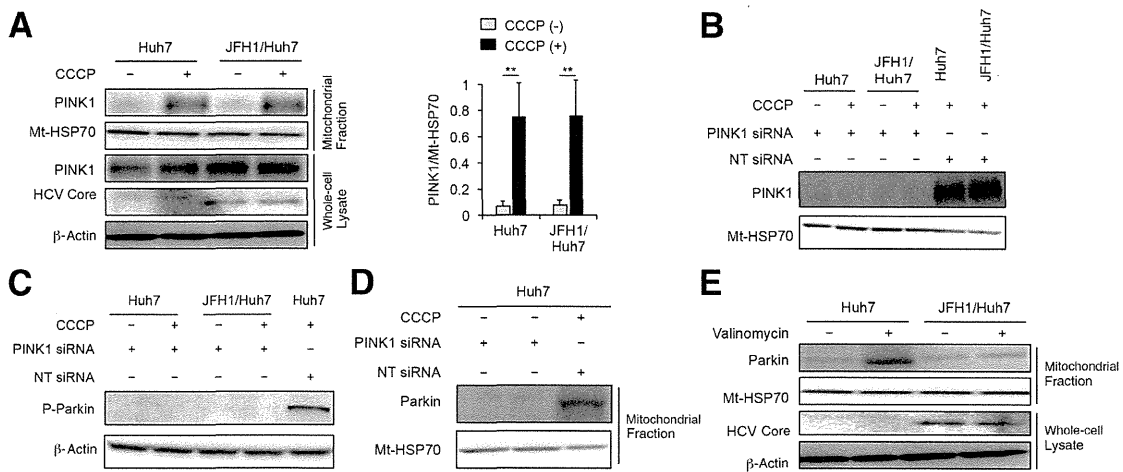 A
Huh7 JFH1/Huh7
CCCP – + – +
PINK1
Mt-HSP70
Mitochondrial
Fraction
PINK1
HCV Core
β-Actin
Whole-cell
Lysate
CCCP (-)
CCCP (+)
** **
PINK1/Mt-HSP70
1
0.8
0.6
0.4
0.2
0
Huh7 JFH1/
Huh7
B
Huh7 JFH1/
Huh7 Huh7 JFH1/Huh7
CCCP – + – + + +
PINK1 siRNA + + + + – –
NT siRNA – – – – + +
PINK1
Mt-HSP70
C
Huh7 JFH1/Huh7 Huh7
CCCP – + – + +
PINK1 siRNA + + + + –
NT siRNA – – – – +
P-Parkin
β-Actin
D
Huh7
CCCP – – +
PINK1 siRNA + + –
NT siRNA – – +
Parkin
Mt-HSP70
Mitochondrial
Fraction
E
Huh7 JFH1/Huh7
Valinomycin – + – +
Parkin
Mt-HSP70
Mitochondrial
Fraction
HCV Core
β-Actin
Whole-cell
Lysate